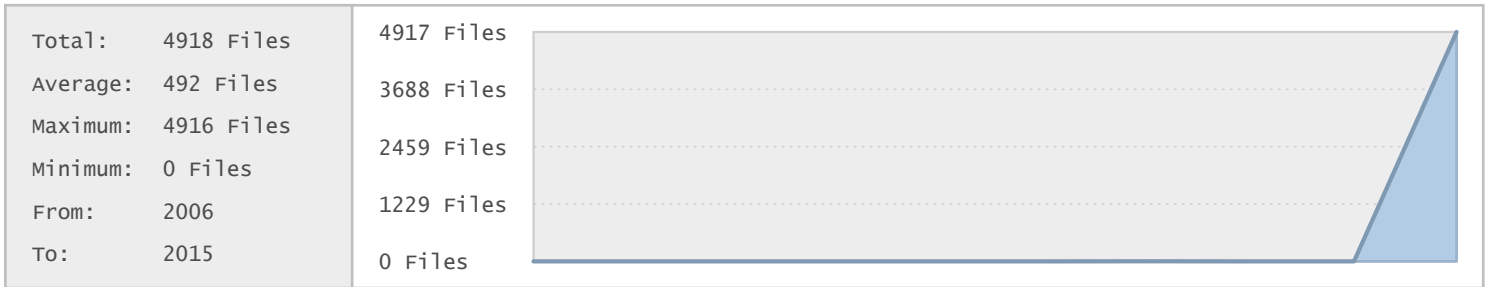 Total: 4918 Files
Average: 492 Files
Maximum: 4916 Files
Minimum: 0 Files
From: 2006
To: 2015
4917 Files
3688 Files
2459 Files
1229 Files
0 Files